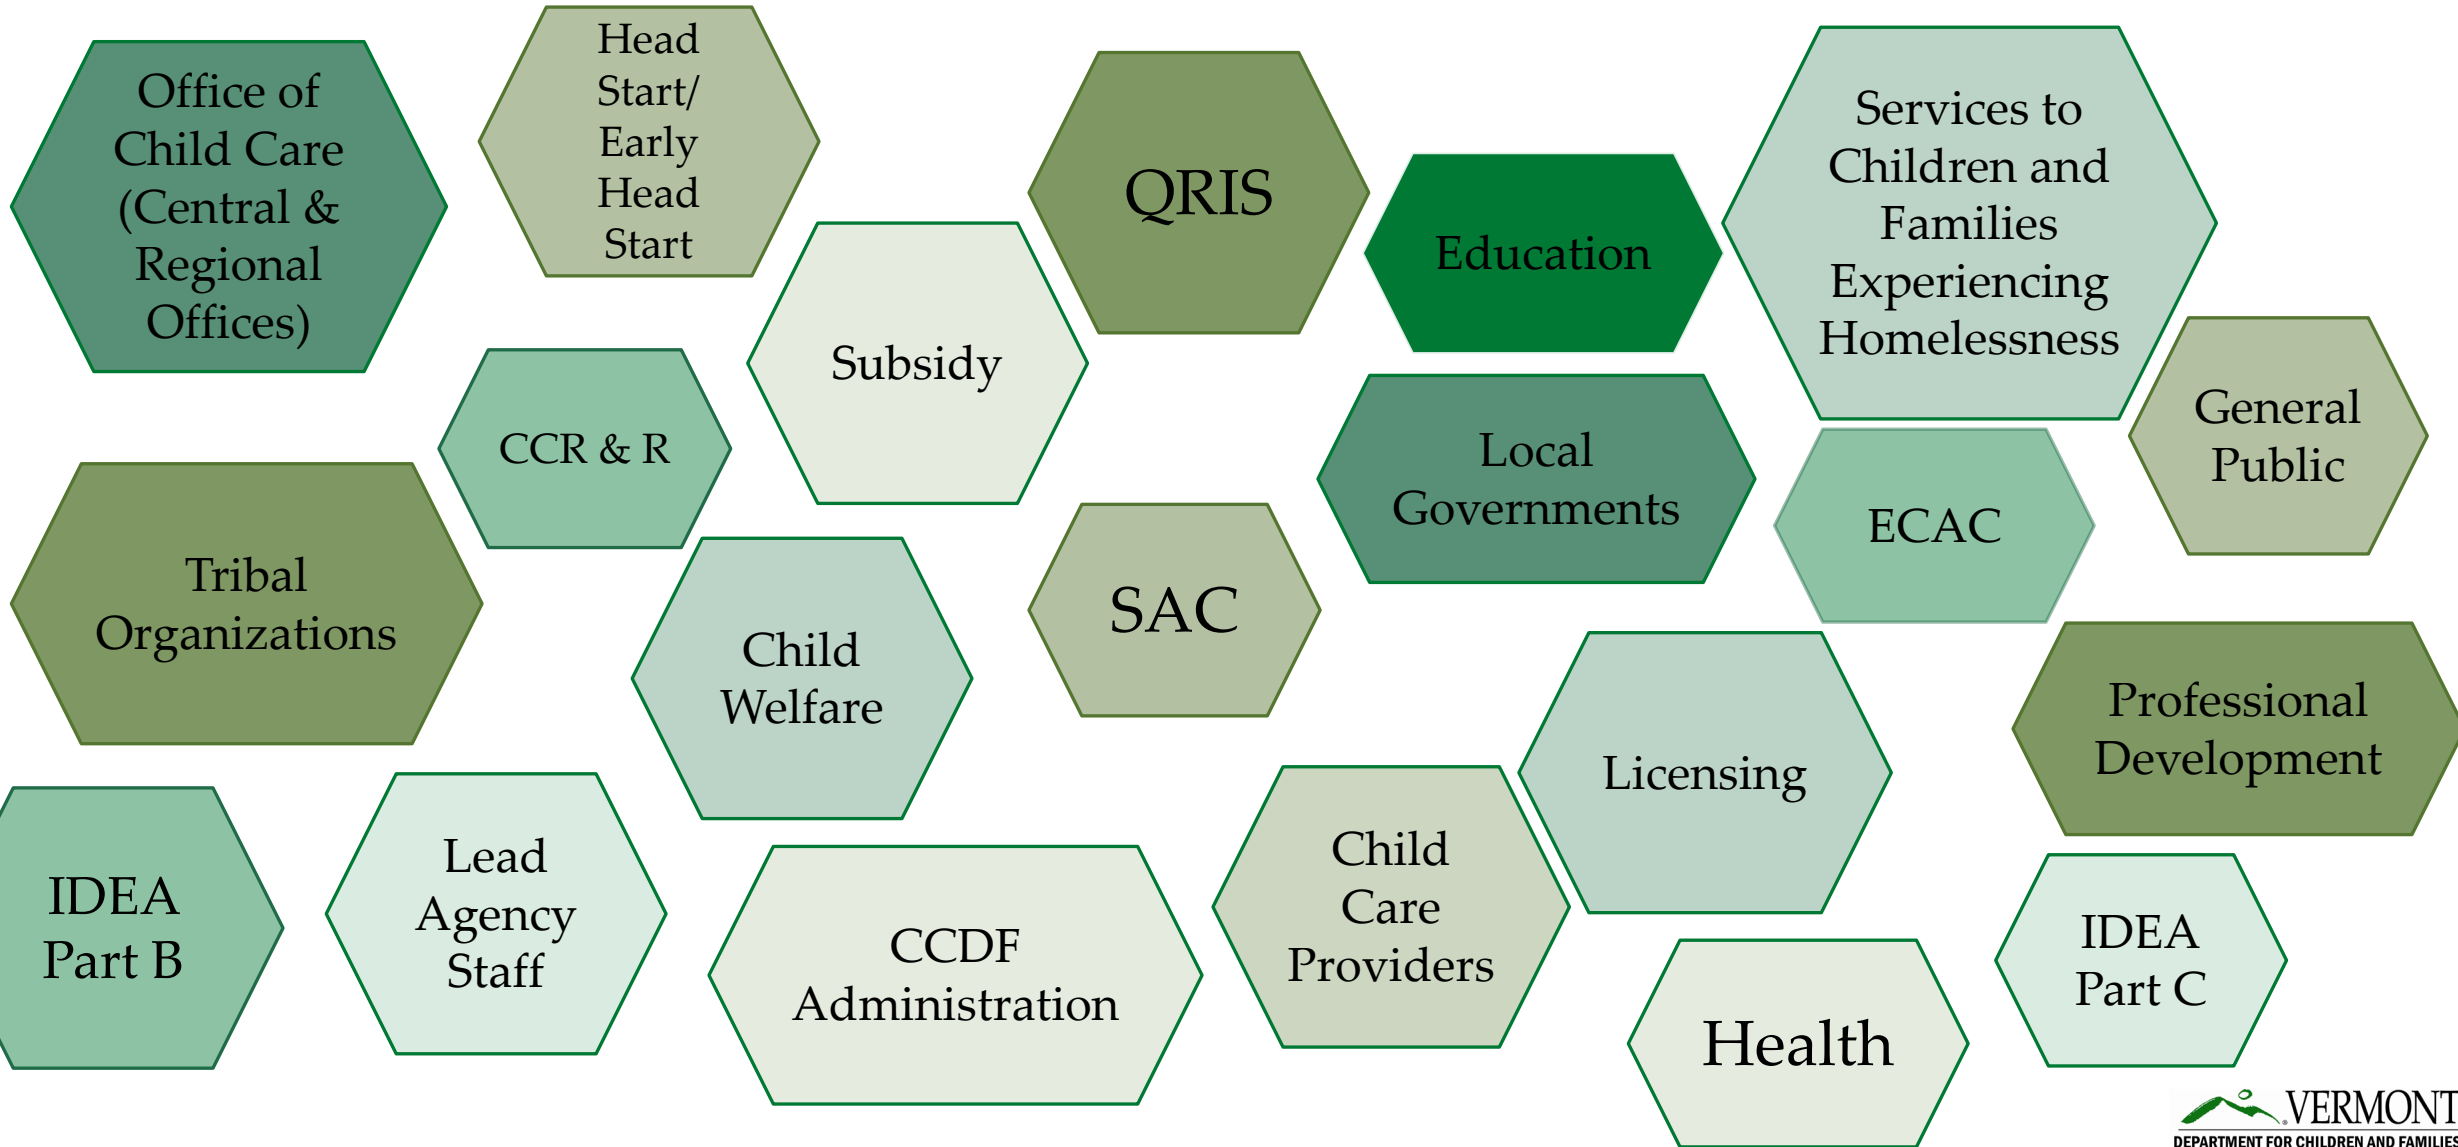 Office of
Child Care
(Central &
Regional
Offices)
Head
Start/
Early
Head
Start
QRIS
Education
Services to
Children and
Families
Experiencing
Homelessness
Subsidy
CCR & R
Local
Governments
General
Public
ECAC
Tribal
Organizations
Child
Welfare
SAC
Licensing
Professional
Development
IDEA
Part B
Lead
Agency
Staff
CCDF
Administration
Child
Care
Providers
Health
IDEA
Part C
VERMONT
DEPARTMENT FOR CHILDREN AND FAMILIES